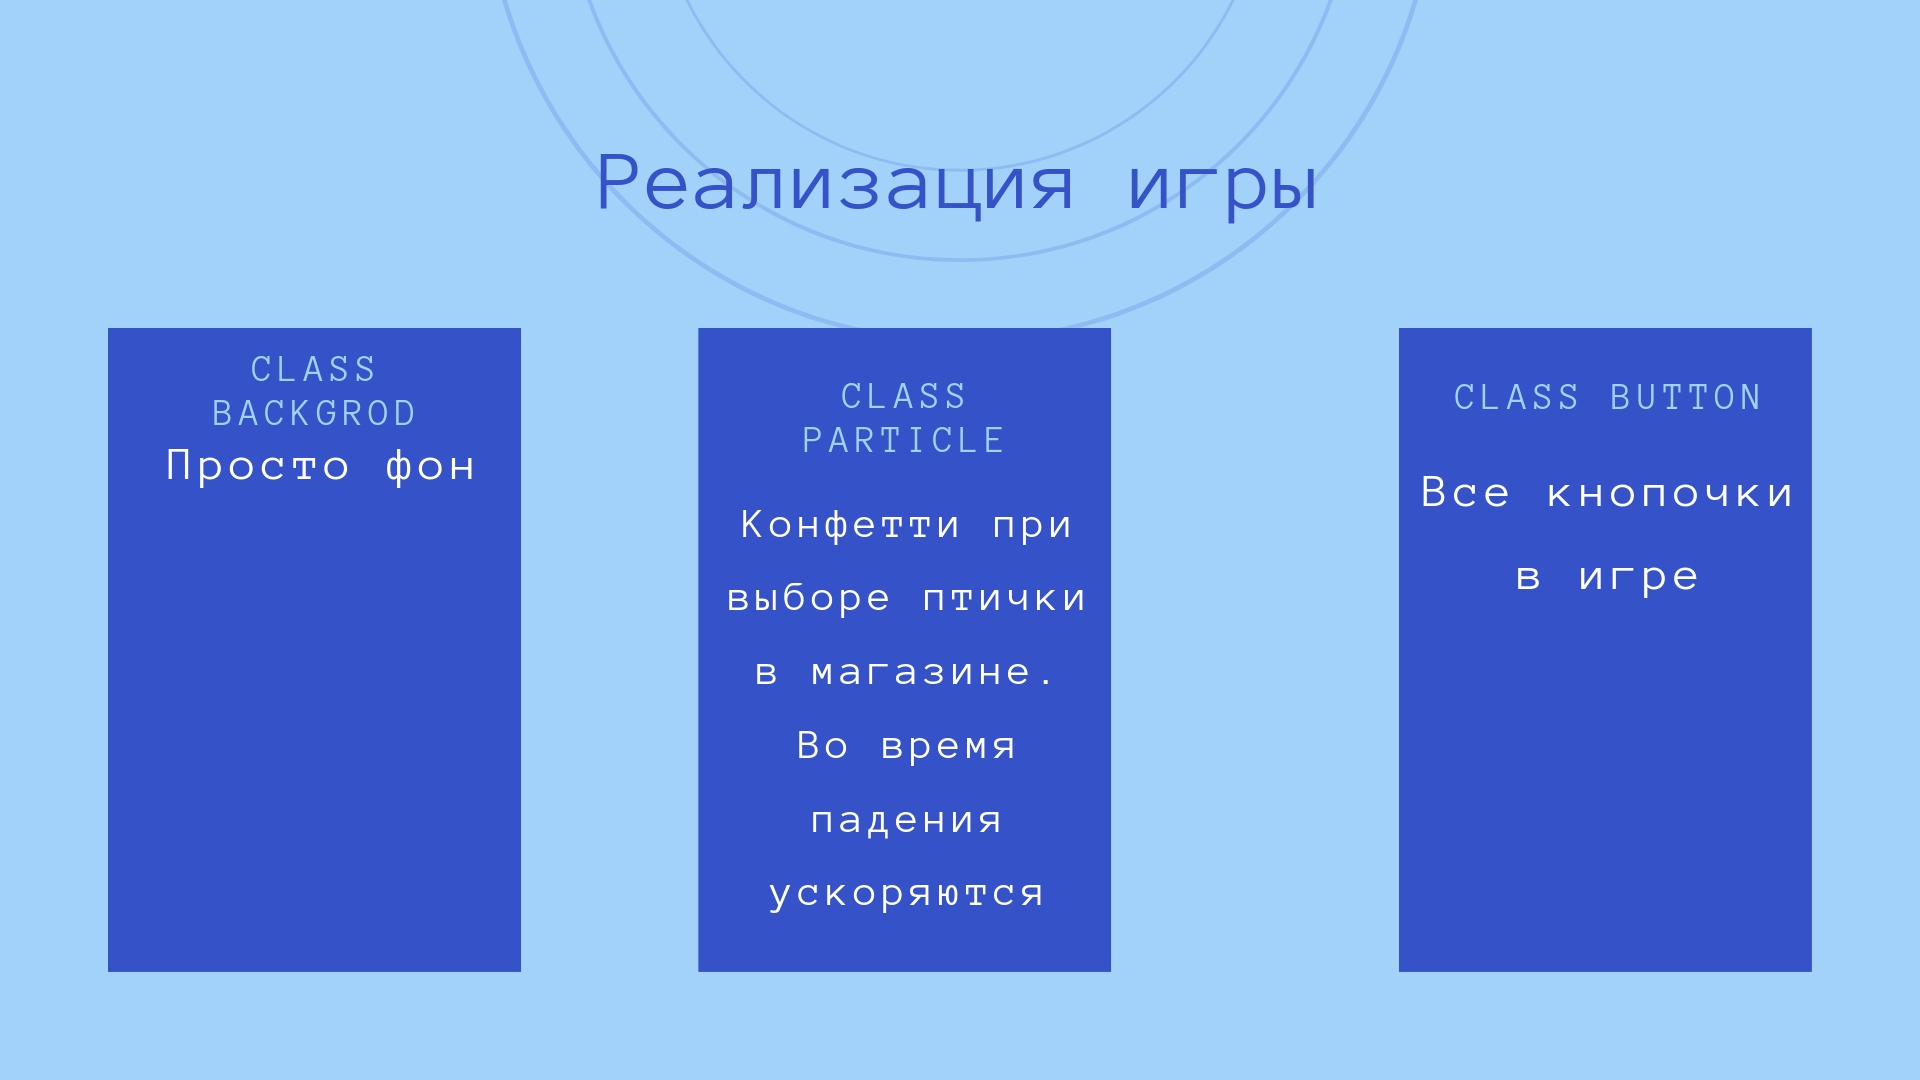 Реализация игры
CLASS
BACKGROD
Просто фон
CLASS
PARTICLE
Конфетти при
выборе птички
в магазине.
Во время
падения
ускоряются
CLASS BUTTON
Все кнопочки
в игре